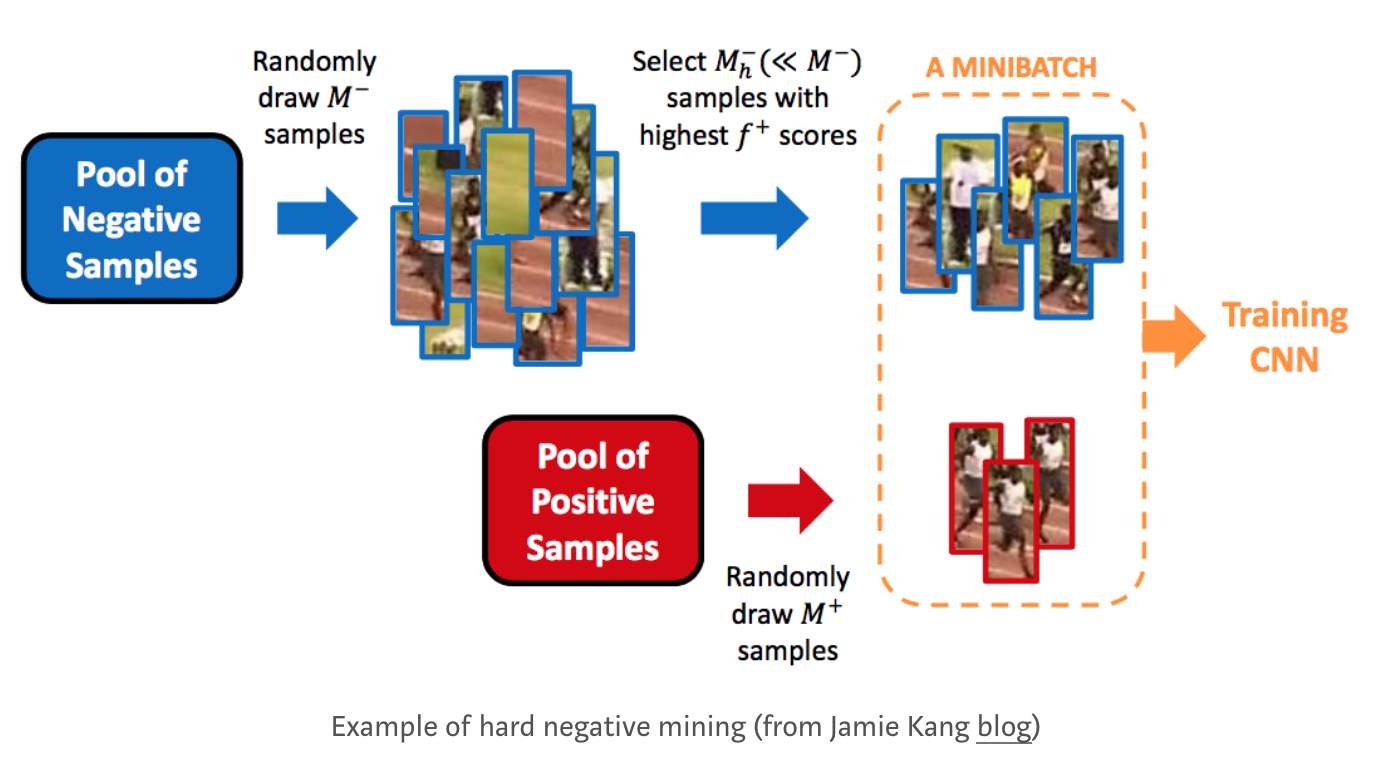 Randomly
draw M⁻
samples
Select M_h⁻(≪ M⁻)
samples with
highest f⁺ scores
A MINIBATCH
Pool of
Negative
Samples
Training
CNN
Pool of
Positive
Samples
Randomly
draw M⁺
samples
Example of hard negative mining (from Jamie Kang blog)